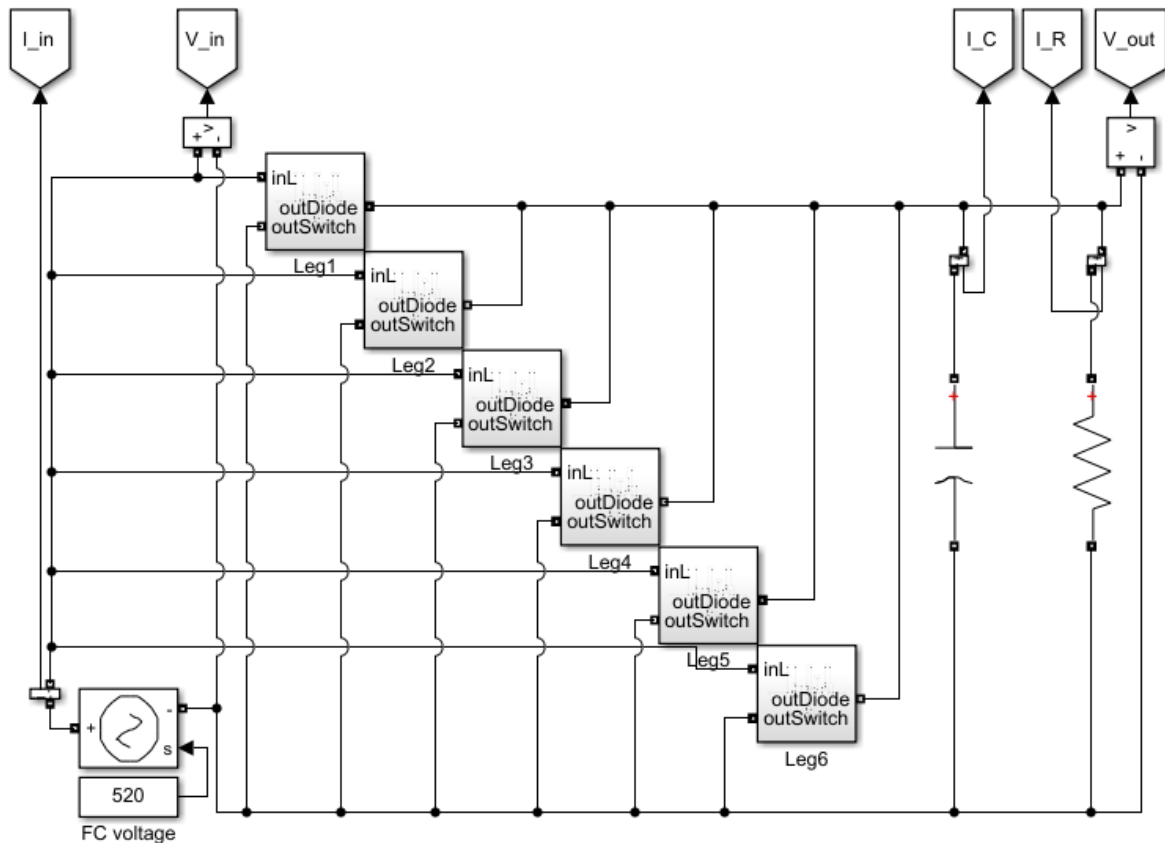 I_in
V_in
I_C
I_R
V_out
+ v -
v
+ -
inL
outDiode
outSwitch
Leg1
inL
outDiode
outSwitch
Leg2
inL
outDiode
outSwitch
Leg3
inL
outDiode
outSwitch
Leg4
inL
outDiode
outSwitch
Leg5
inL
outDiode
outSwitch
Leg6
+
+
-
+
s
520
FC voltage